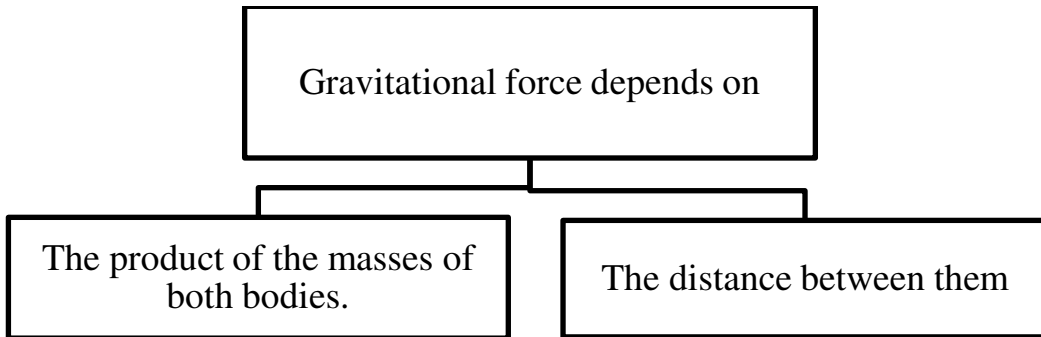 Gravitational force depends on
The product of the masses of
both bodies.
The distance between them